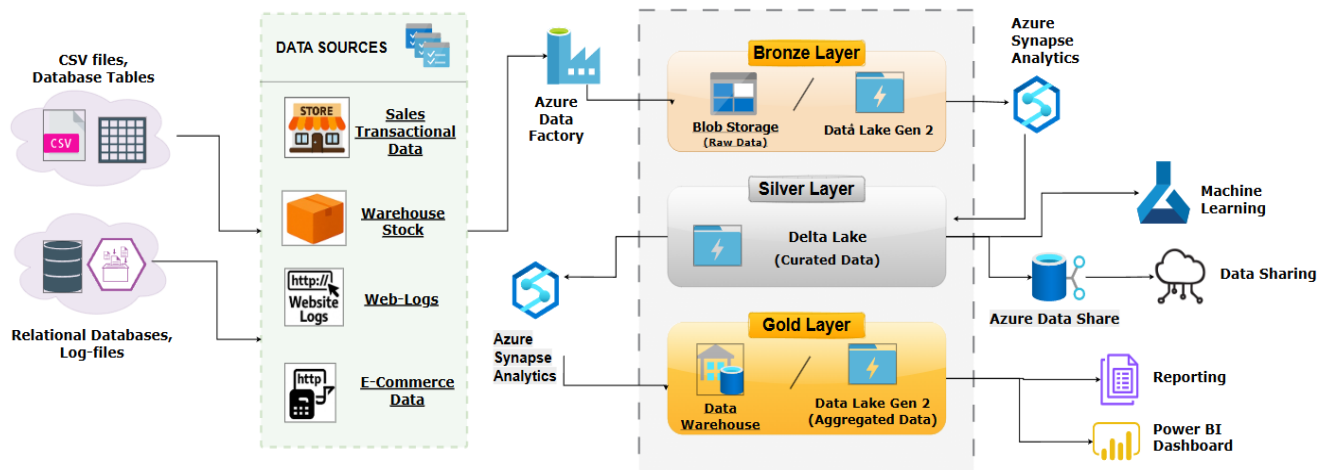 CSV files,
Database Tables
CSV
Relational Databases,
Log-files
DATA SOURCES
STORE
Sales
Transactional
Data
Warehouse
Stock
http://
Website
Logs
Web-Logs
http
E-Commerce
Data
Azure
Data
Factory
Bronze Layer
Blob Storage
(Raw Data)
/
Data Lake Gen 2
Azure
Synapse
Analytics
Silver Layer
Delta Lake
(Curated Data)
Azure
Synapse
Analytics
Gold Layer
Data
Warehouse
/
Data Lake Gen 2
(Aggregated Data)
Machine
Learning
Azure Data Share
Data Sharing
Reporting
Power BI
Dashboard